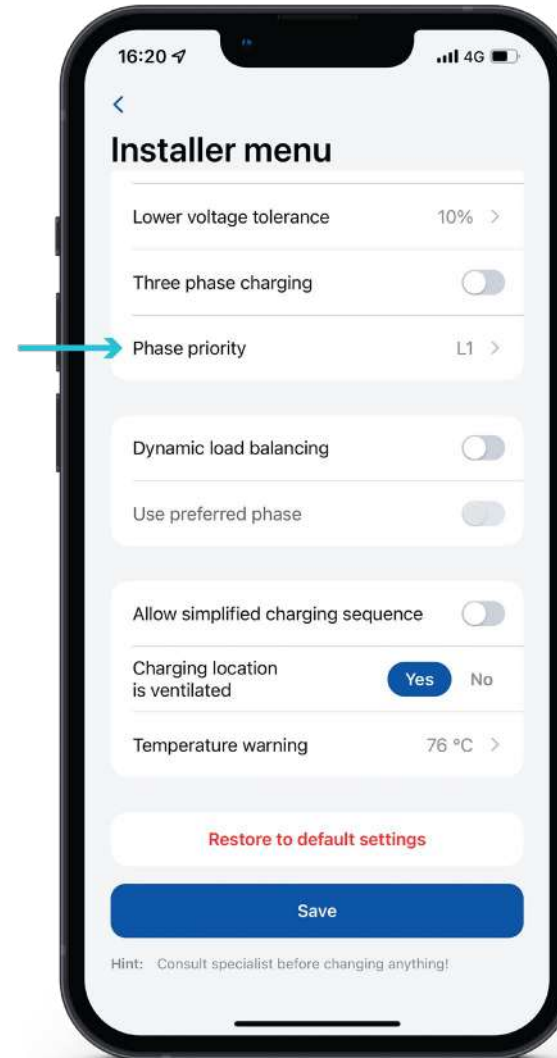 16:20
4G
Installer menu
Lower voltage tolerance 10%
Three phase charging
Phase priority L1
Dynamic load balancing
Use preferred phase
Allow simplified charging sequence
Charging location
is ventilated
Yes No
Temperature warning 76 °C
Restore to default settings
Save
Hint: Consult specialist before changing anything!